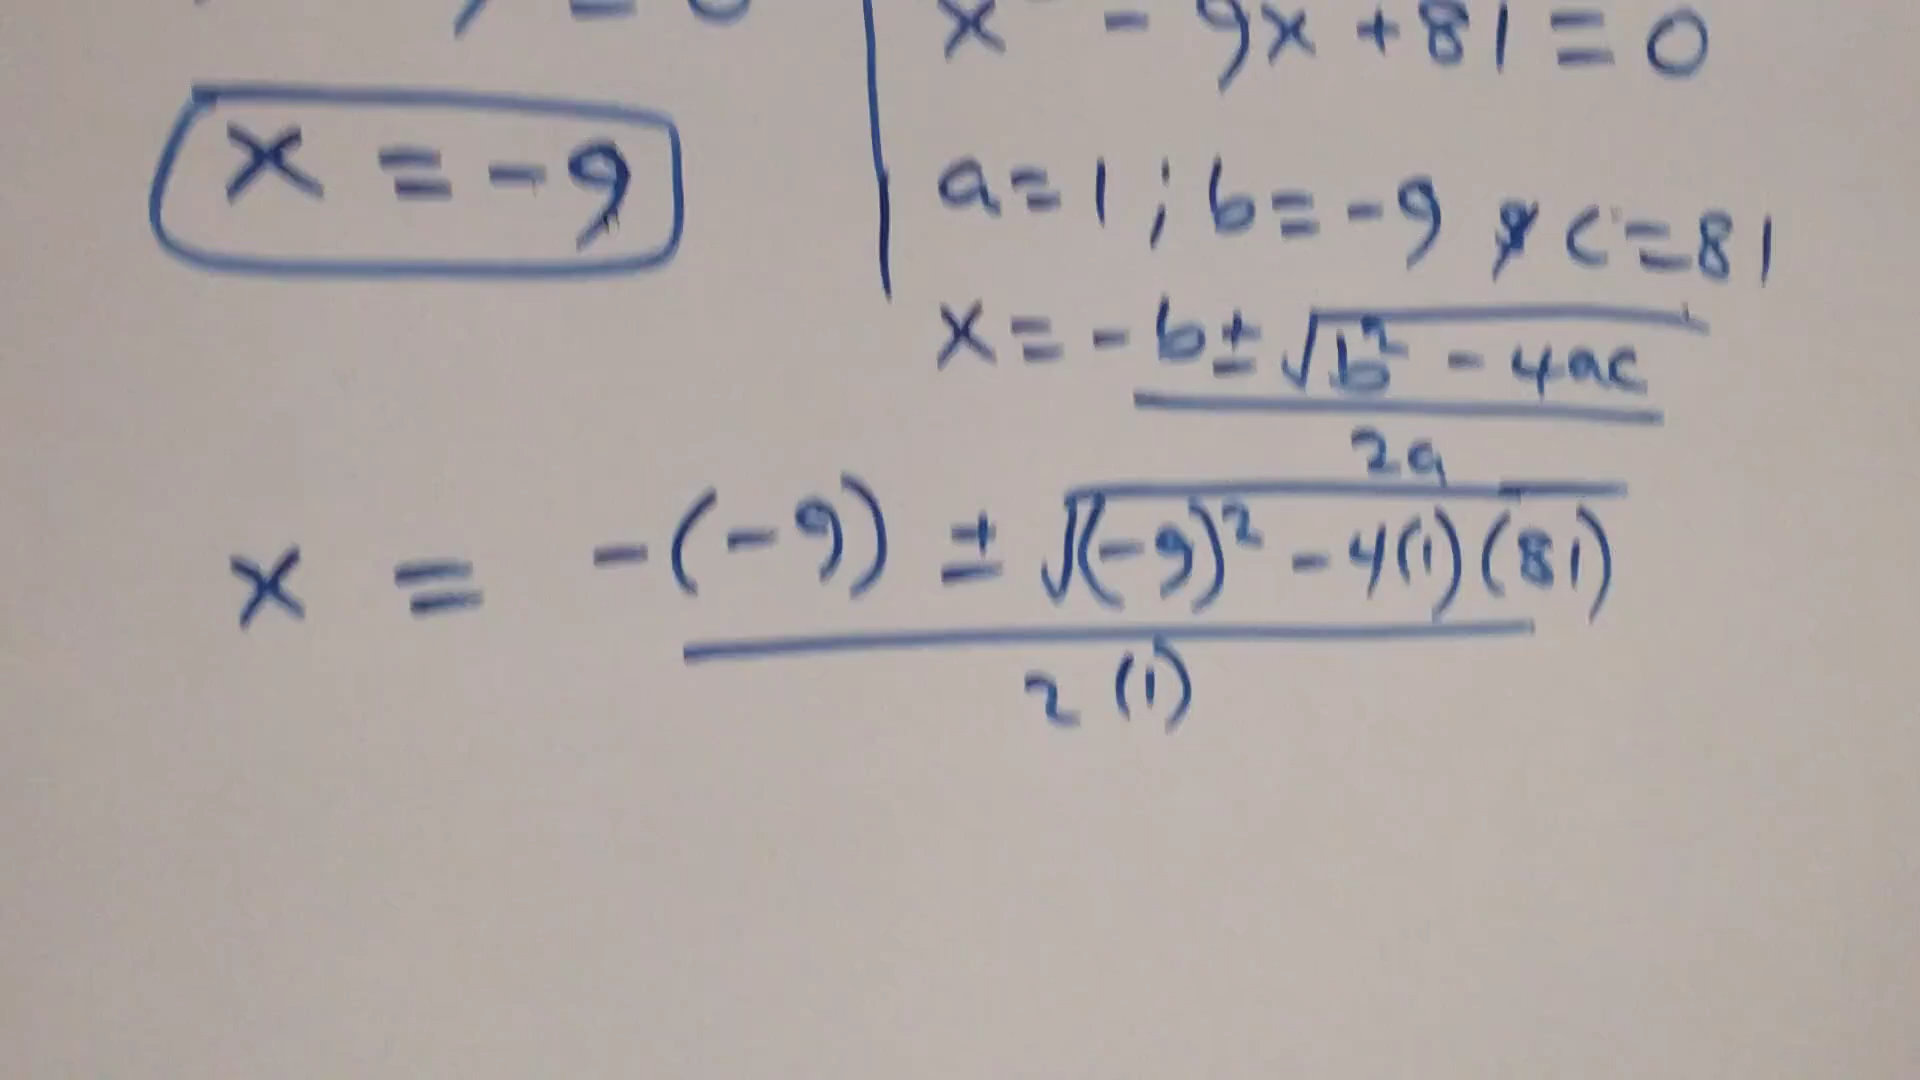 x² - 9x + 81 = 0
x = -9
a = 1 ; b = -9 , c = 81
x = -b ± √b² - 4ac
2a
x = -(-9) ± √(-9)² - 4(1)(81)
2(1)